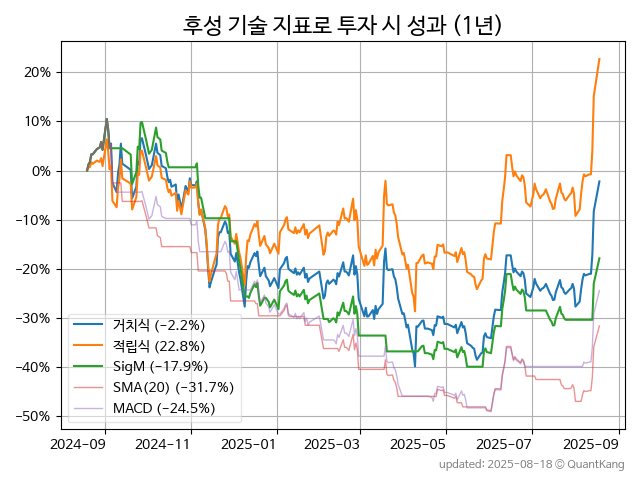 후성 기술 지표로 투자 시 성과 (1년)
20%
10%
0%
−10%
−20%
−30%
−40%
−50%
거치식 (−2.2%)
적립식 (22.8%)
SigM (−17.9%)
SMA(20) (−31.7%)
MACD (−24.5%)
2024-09 2024-11 2025-01 2025-03 2025-05 2025-07 2025-09
updated: 2025-08-18 ⓒ QuantKang